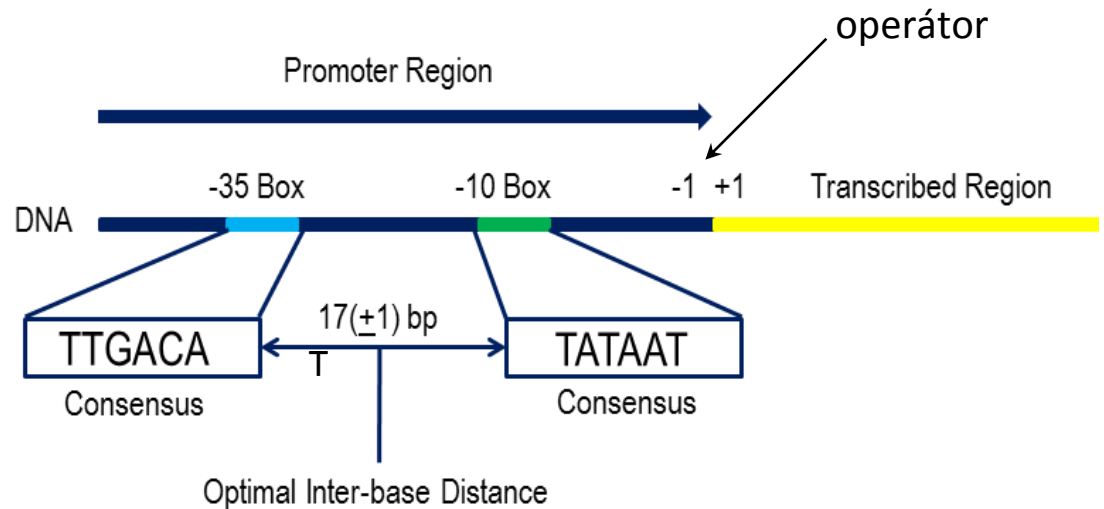 operátor
Promoter Region
-35 Box
-10 Box
-1 +1
Transcribed Region
DNA
17(±1) bp
TTGACA
T
TATAAT
Consensus
Consensus
Optimal Inter-base Distance